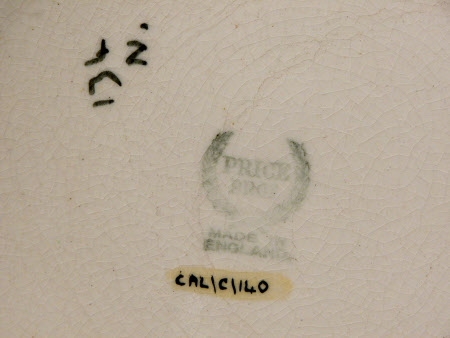 PRICE
BROS
MADE IN
ENGLAND
CAL\C\140